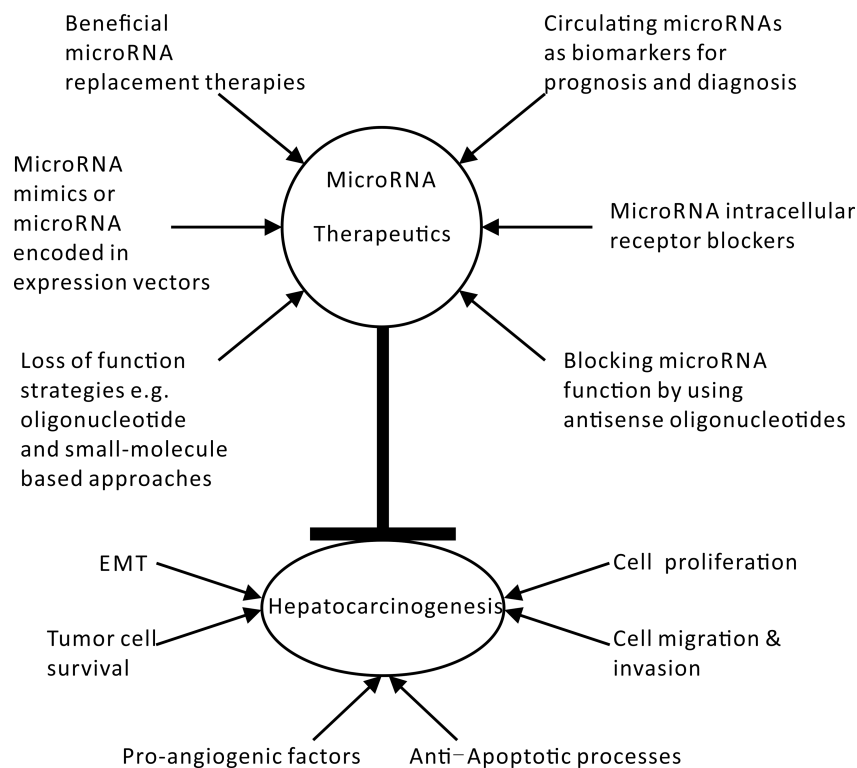 Beneficial
microRNA
replacement therapies
Circulating microRNAs
as biomarkers for
prognosis and diagnosis
MicroRNA
mimics or
microRNA
encoded in
expression vectors
MicroRNA
Therapeutics
MicroRNA intracellular
receptor blockers
Loss of function
strategies e.g.
oligonucleotide
and small-molecule
based approaches
Blocking microRNA
function by using
antisense oligonucleotides
EMT
Cell proliferation
Hepatocarcinogenesis
Tumor cell
survival
Cell migration &
invasion
Pro-angiogenic factors
Anti-Apoptotic processes